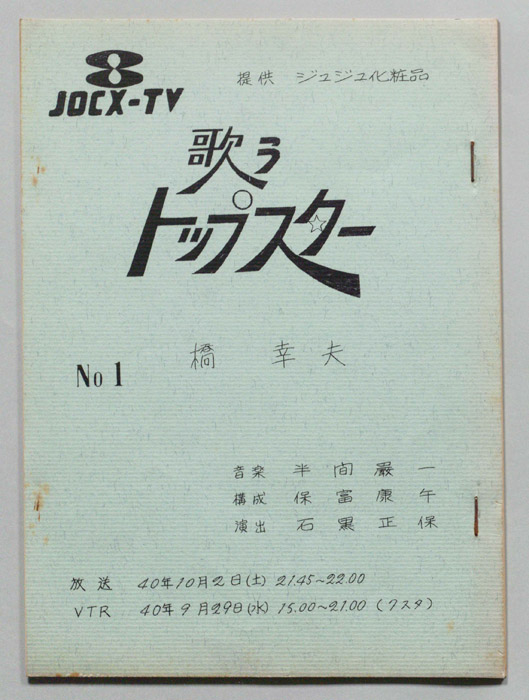 提供 ジュジュ化粧品
JOCX-TV
歌う
トップスター
橋 幸夫
No 1
音楽 半間巌一
構成 保富康午
演出 石黒正保
放送 40年10月2日(土) 21.45~22.00
VTR 40年9月29日(水) 15.00~21.00 (7スタ)